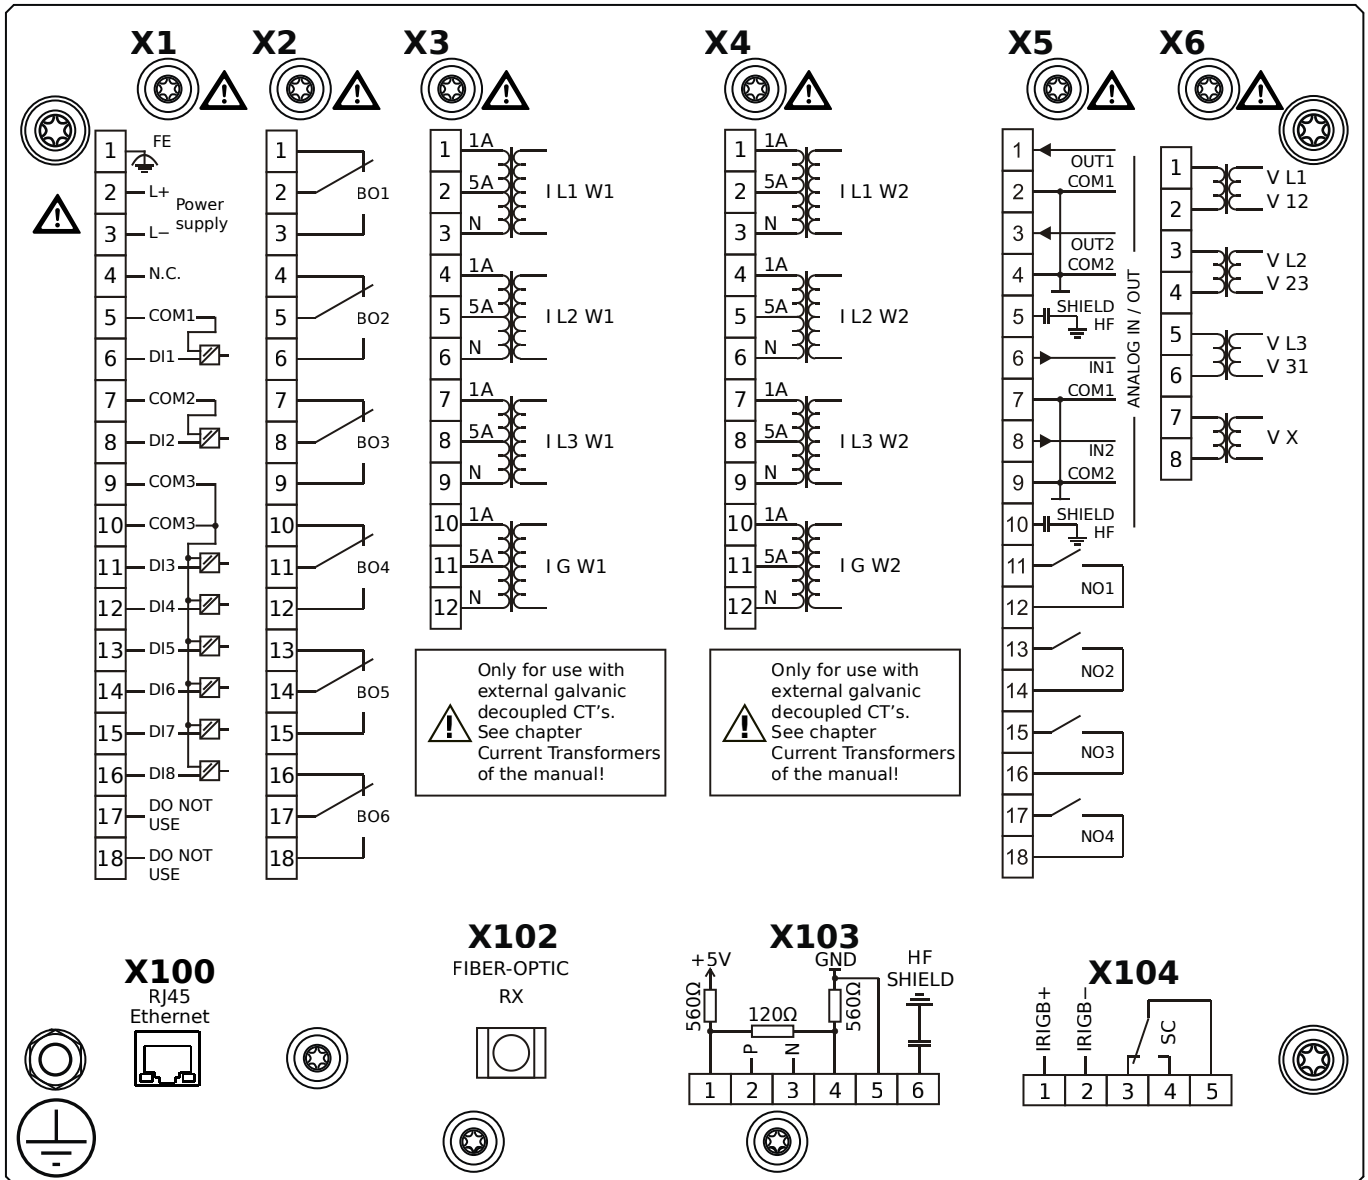 X1
X2
X3
X4
X5
X6
1 FE
2 L+
Power
supply
3 L−
4 N.C.
5 COM1
6 DI1
7 COM2
8 DI2
9 COM3
10 COM3
11 DI3
12 DI4
13 DI5
14 DI6
15 DI7
16 DI8
17 DO NOT
USE
18 DO NOT
USE
1
2 BO1
3
4
5 BO2
6
7
8 BO3
9
10
11 BO4
12
13
14 BO5
15
16
17 BO6
18
1 1A
2 5A I L1 W1
3 N
4 1A
5 5A I L2 W1
6 N
7 1A
8 5A I L3 W1
9 N
10 1A
11 5A I G W1
12 N
Only for use with
external galvanic
decoupled CT's.
See chapter
Current Transformers
of the manual!
1 1A
2 5A I L1 W2
3 N
4 1A
5 5A I L2 W2
6 N
7 1A
8 5A I L3 W2
9 N
10 1A
11 5A I G W2
12 N
Only for use with
external galvanic
decoupled CT's.
See chapter
Current Transformers
of the manual!
1
OUT1
2 COM1
3
OUT2
4 COM2
5 SHIELD
HF
6
IN1
7 COM1
8
IN2
9 COM2
10 SHIELD
HF
ANALOG IN / OUT
11
NO1
12
13
NO2
14
15
NO3
16
17
NO4
18
1
V L1
2 V 12
3
V L2
4 V 23
5
V L3
6 V 31
7
V X
8
X100
RJ45
Ethernet
X102
FIBER-OPTIC
RX
X103
+5V
GND
HF
SHIELD
560Ω
120Ω
560Ω
P
N
1 2 3 4 5 6
X104
IRIGB+
IRIGB−
SC
1 2 3 4 5